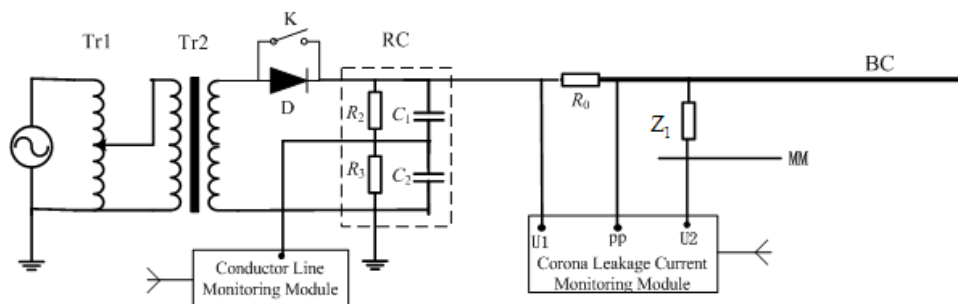 K
Tr1
Tr2
RC
D
BC
R₂
C₁
R₀
Z₁
R₃
C₂
MM
U1
pp
U2
Conductor Line
Monitoring Module
Corona Leakage Current
Monitoring Module